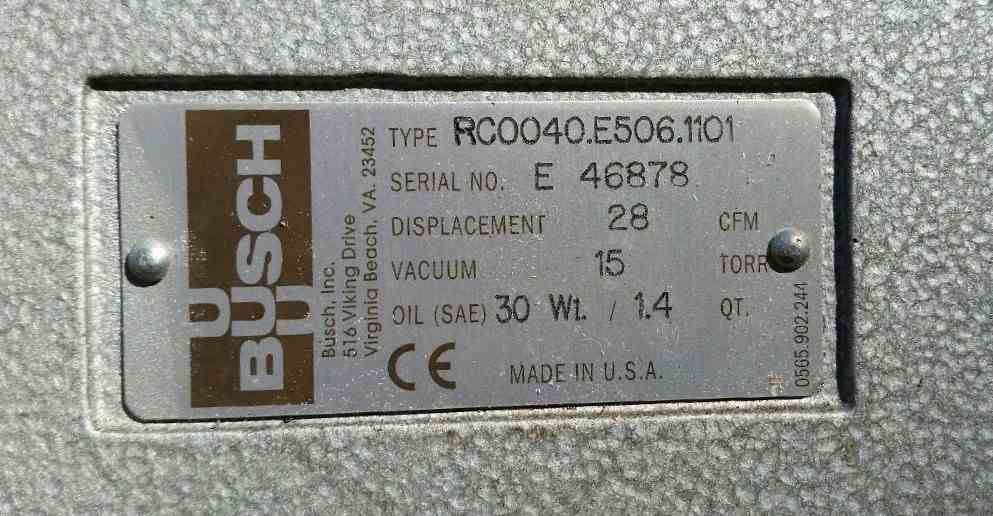 BUSCH
Busch, Inc.
516 Viking Drive
Virginia Beach, VA. 23452
TYPE RC0040.E506.1101
SERIAL NO. E 46878
DISPLACEMENT 28 CFM
VACUUM 15 TORR
OIL (SAE) 30 Wt. / 1.4 QT.
CE MADE IN U.S.A.
0565.902.244